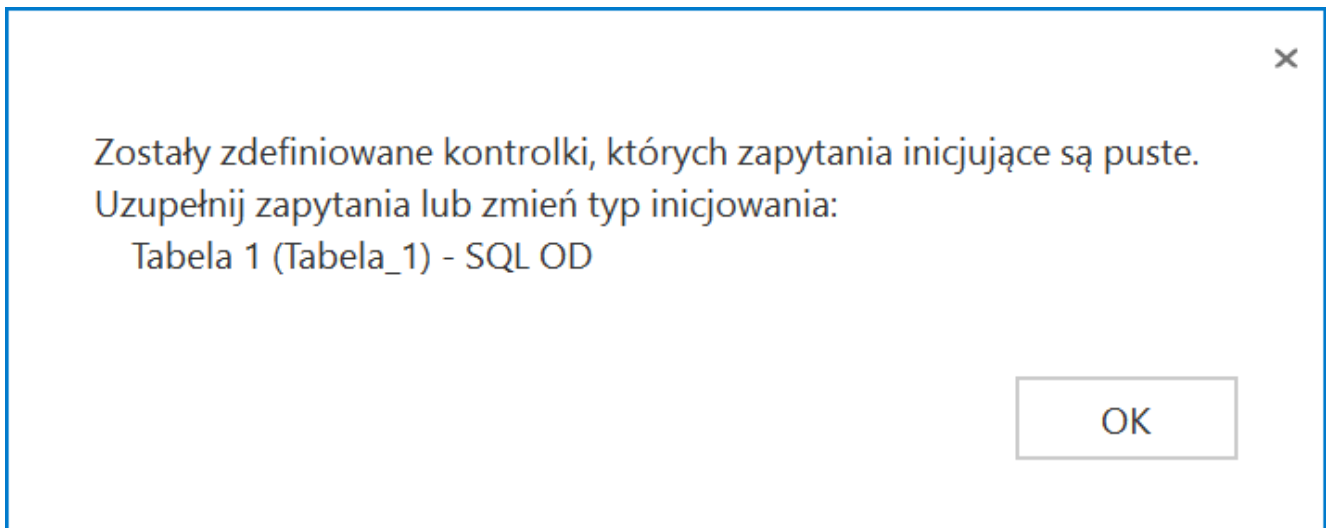 Zostały zdefiniowane kontrolki, których zapytania inicjujące są puste.
Uzupełnij zapytania lub zmień typ inicjowania:
Tabela 1 (Tabela_1) - SQL OD
OK